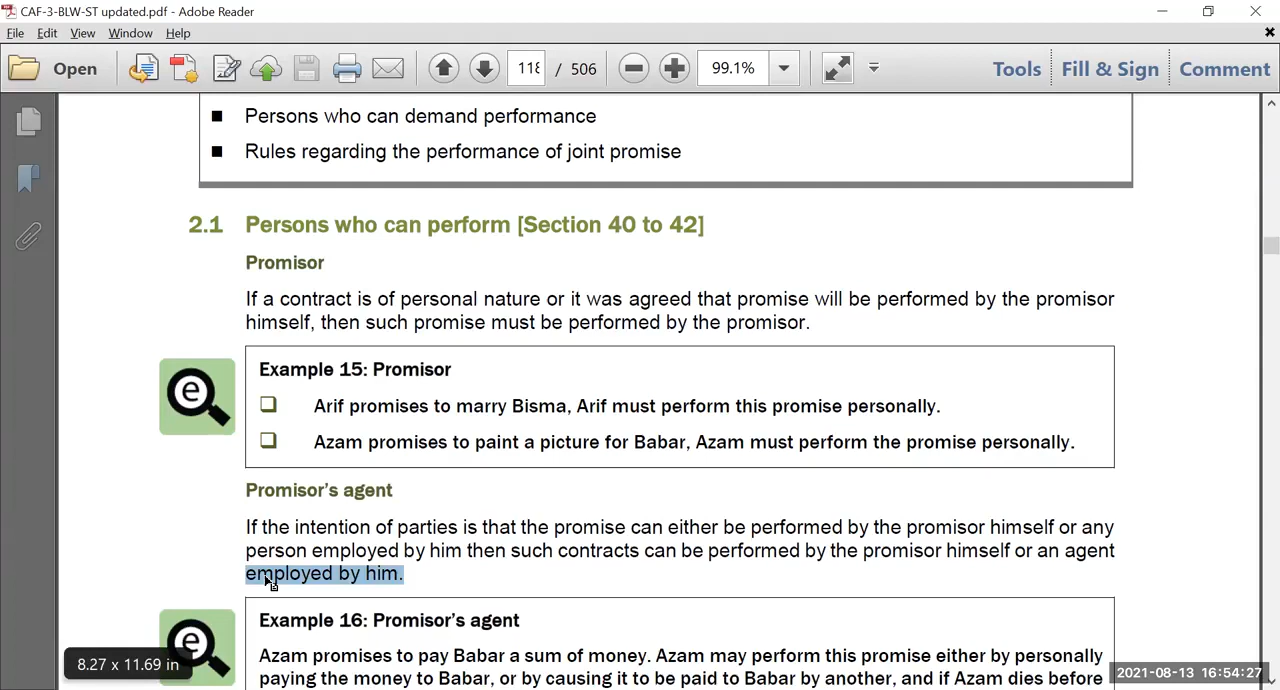 CAF-3-BLW-ST updated.pdf - Adobe Reader
File Edit View Window Help
Open 118 / 506 99.1% Tools Fill & Sign Comment
■ Persons who can demand performance
■ Rules regarding the performance of joint promise
2.1 Persons who can perform [Section 40 to 42]
Promisor
If a contract is of personal nature or it was agreed that promise will be performed by the promisor
himself, then such promise must be performed by the promisor.
Example 15: Promisor
❑ Arif promises to marry Bisma, Arif must perform this promise personally.
❑ Azam promises to paint a picture for Babar, Azam must perform the promise personally.
Promisor's agent
If the intention of parties is that the promise can either be performed by the promisor himself or any
person employed by him then such contracts can be performed by the promisor himself or an agent
employed by him.
Example 16: Promisor's agent
Azam promises to pay Babar a sum of money. Azam may perform this promise either by personally
paying the money to Babar, or by causing it to be paid to Babar by another, and if Azam dies before
8.27 x 11.69 in
2021-08-13 16:54:27